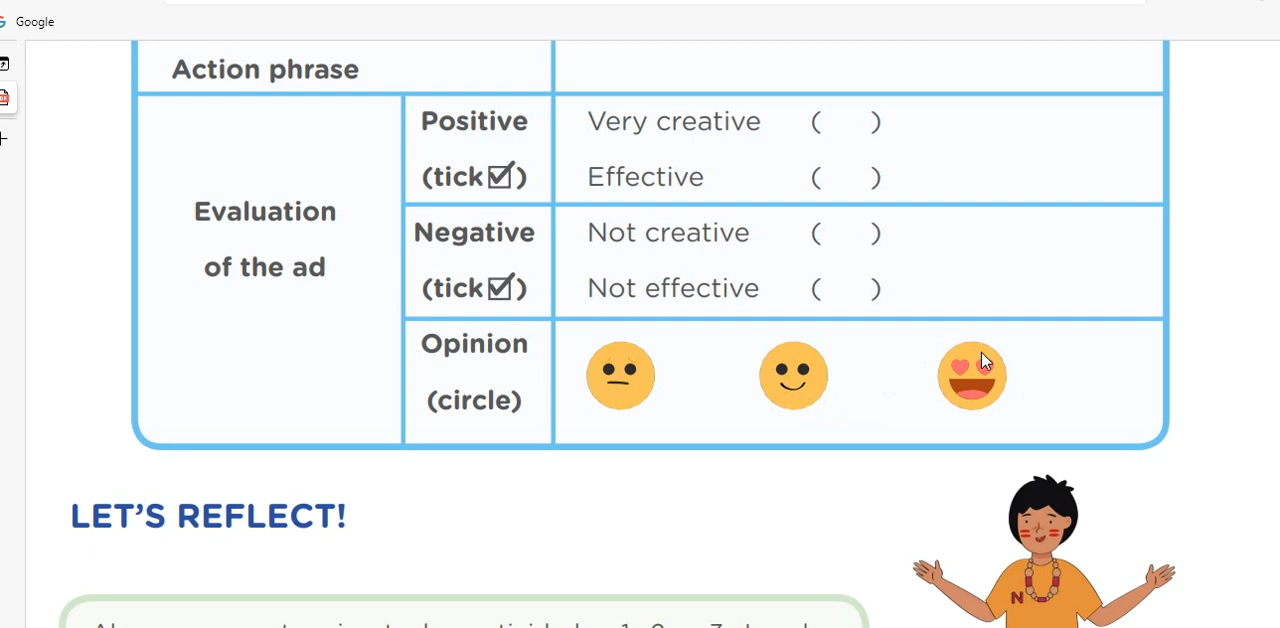 Google
Action phrase
Positive Very creative ( )
(tick☑) Effective ( )
Evaluation
Negative Not creative ( )
of the ad
(tick☑) Not effective ( )
Opinion
(circle)
LET'S REFLECT!
N